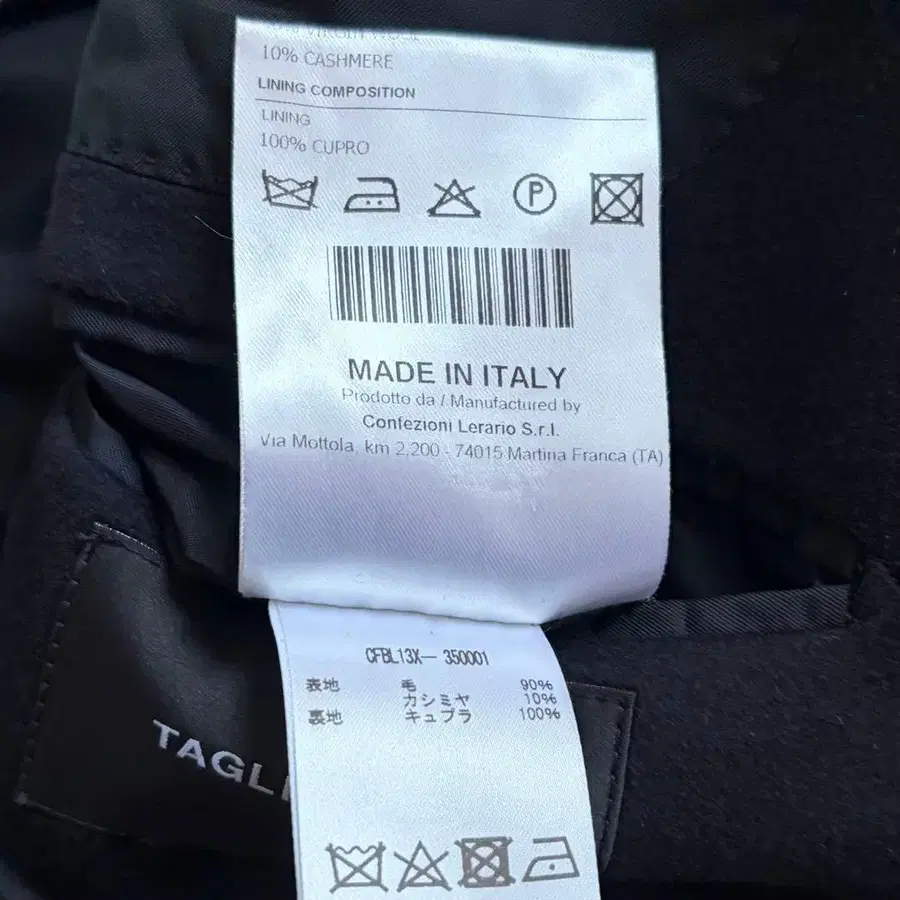 VIRGIN WOOL
10% CASHMERE
LINING COMPOSITION
LINING
100% CUPRO
P
MADE IN ITALY
Prodotto da / Manufactured by
Confezioni Lerario S.r.l.
Via Mottola, km 2,200 - 74015 Martina Franca (TA)
CFBL13X- 350001
表地 毛 90%
カシミヤ 10%
裏地 キュプラ 100%
TAGLI